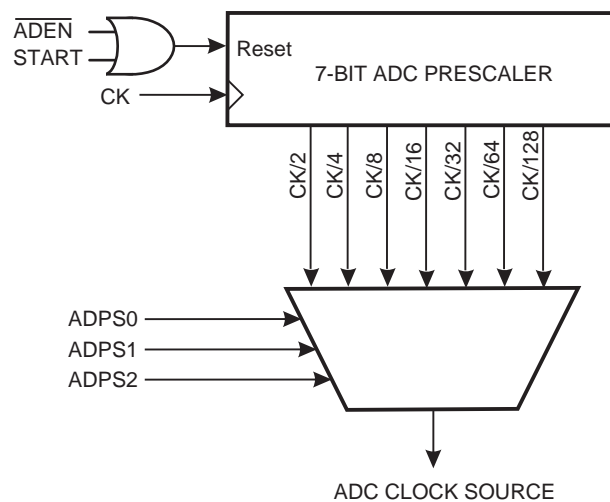 ADEN
START
Reset
7-BIT ADC PRESCALER
CK
CK/2
CK/4
CK/8
CK/16
CK/32
CK/64
CK/128
ADPS0
ADPS1
ADPS2
ADC CLOCK SOURCE